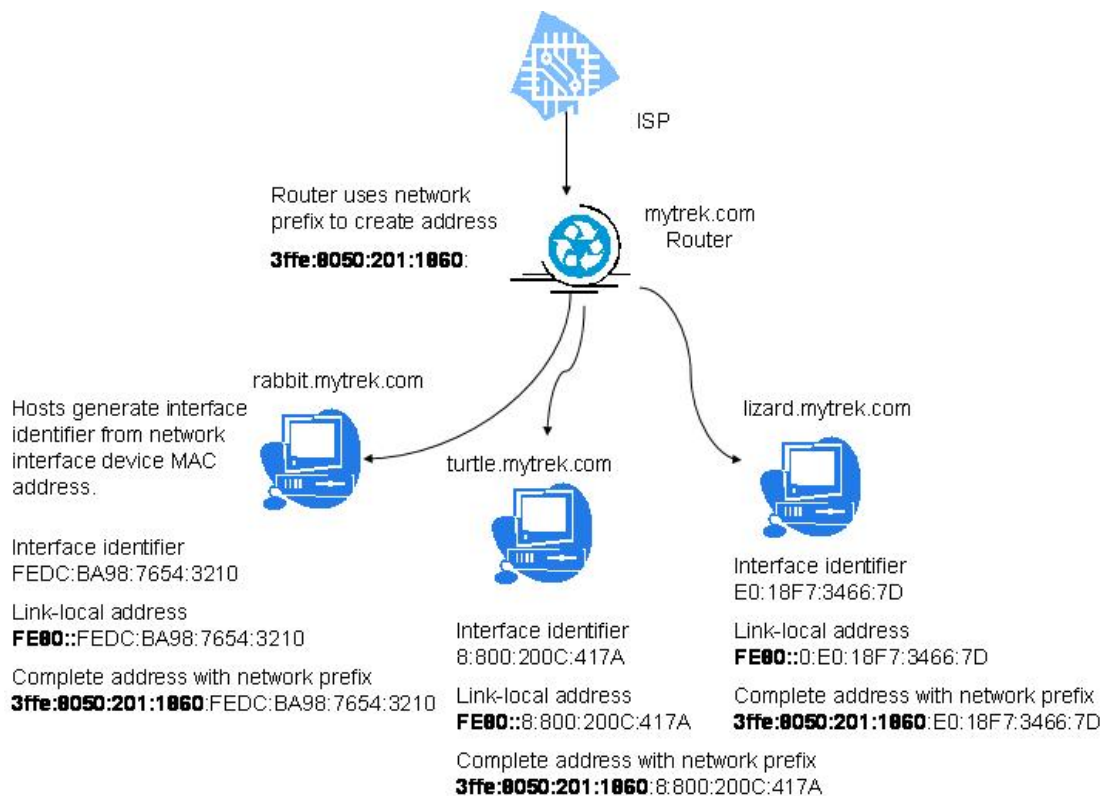 ISP
Router uses network
prefix to create address
3ffe:8050:201:1860:
mytrek.com
Router
rabbit.mytrek.com
Hosts generate interface
identifier from network
interface device MAC
address.
Interface identifier
FEDC:BA98:7654:3210
Link-local address
FE80::FEDC:BA98:7654:3210
Complete address with network prefix
3ffe:8050:201:1860:FEDC:BA98:7654:3210
turtle.mytrek.com
Interface identifier
8:800:200C:417A
Link-local address
FE80::8:800:200C:417A
Complete address with network prefix
3ffe:8050:201:1860:8:800:200C:417A
lizard.mytrek.com
Interface identifier
E0:18F7:3466:7D
Link-local address
FE80::0:E0:18F7:3466:7D
Complete address with network prefix
3ffe:8050:201:1860:E0:18F7:3466:7D